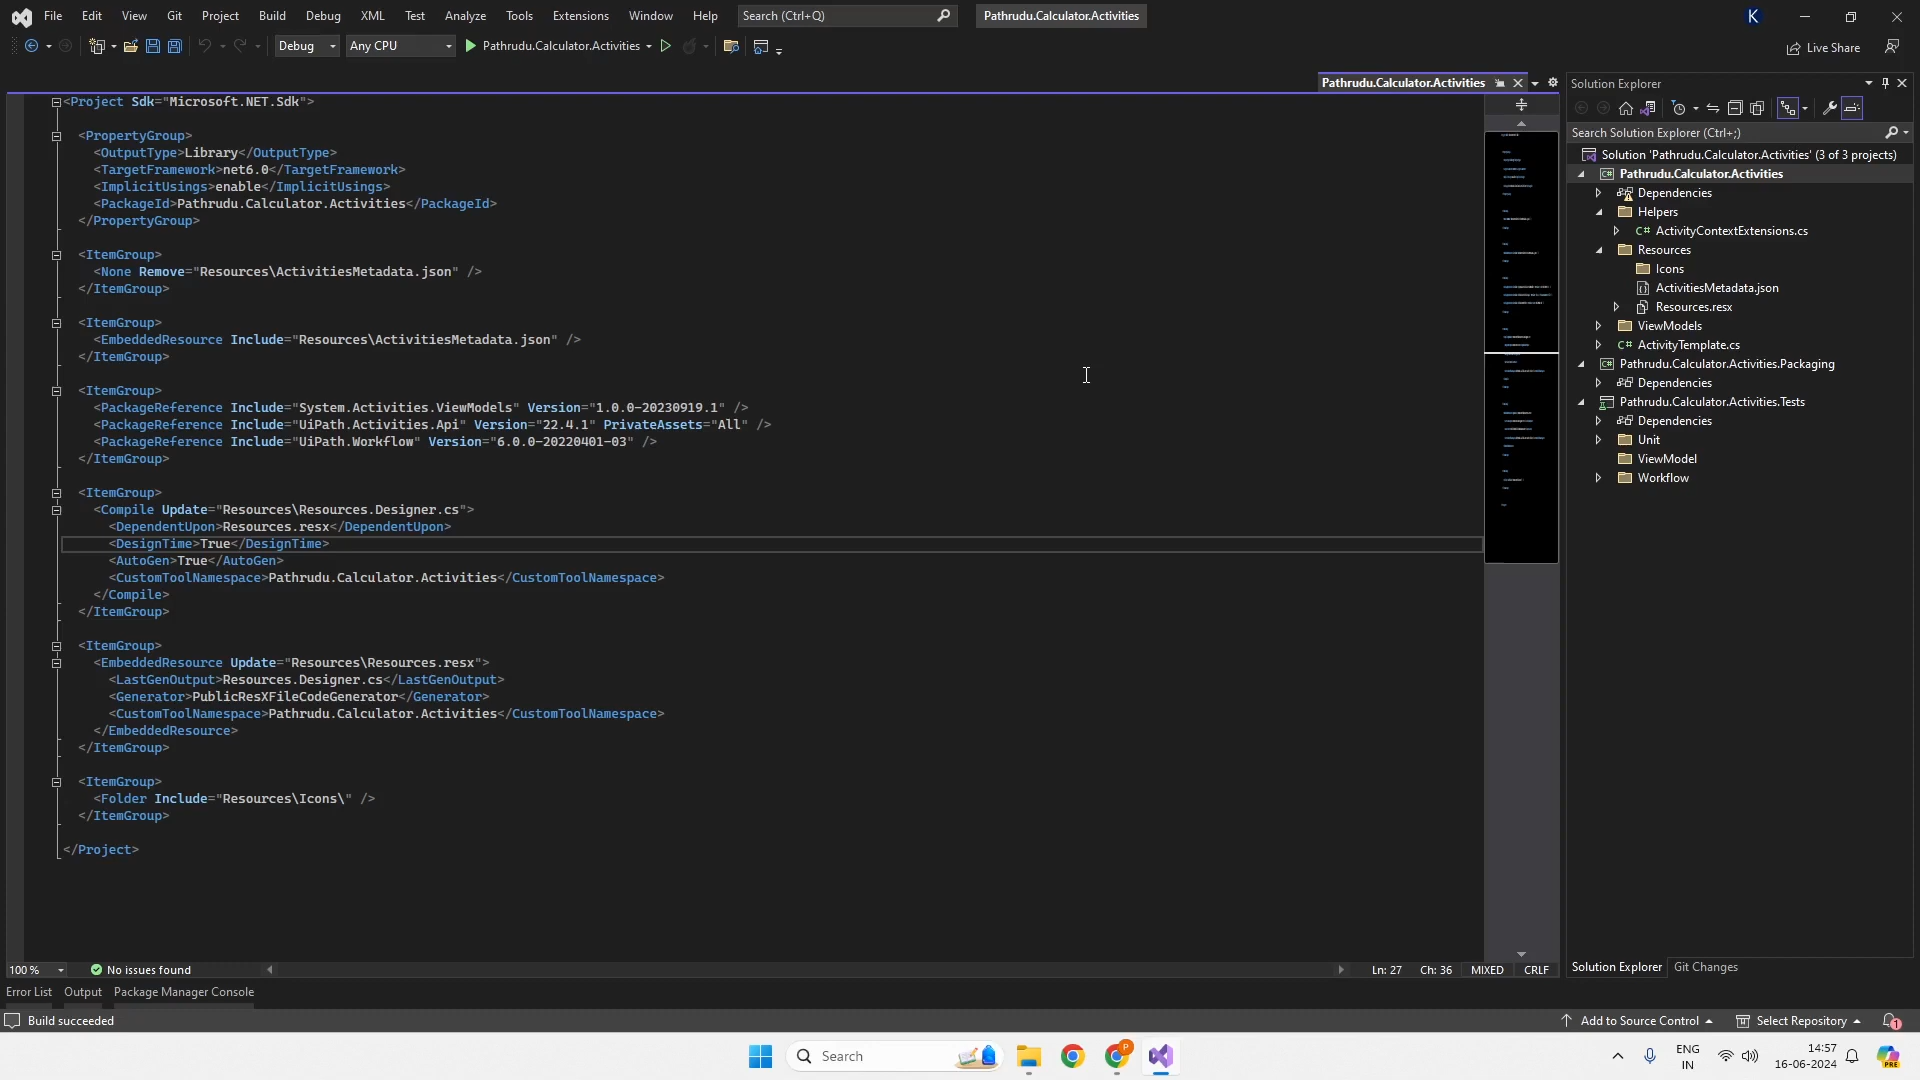 File Edit View Git Project Build Debug XML Test Analyze Tools Extensions Window Help Search (Ctrl+Q) Pathrudu.Calculator.Activities K
Debug Any CPU Pathrudu.Calculator.Activities Live Share
Pathrudu.Calculator.Activities
<Project Sdk="Microsoft.NET.Sdk">
<PropertyGroup>
<OutputType>Library</OutputType>
<TargetFramework>net6.0</TargetFramework>
<ImplicitUsings>enable</ImplicitUsings>
<PackageId>Pathrudu.Calculator.Activities</PackageId>
</PropertyGroup>
<ItemGroup>
<None Remove="Resources\ActivitiesMetadata.json" />
</ItemGroup>
<ItemGroup>
<EmbeddedResource Include="Resources\ActivitiesMetadata.json" />
</ItemGroup>
<ItemGroup>
<PackageReference Include="System.Activities.ViewModels" Version="1.0.0-20230919.1" />
<PackageReference Include="UiPath.Activities.Api" Version="22.4.1" PrivateAssets="All" />
<PackageReference Include="UiPath.Workflow" Version="6.0.0-20220401-03" />
</ItemGroup>
<ItemGroup>
<Compile Update="Resources\Resources.Designer.cs">
<DependentUpon>Resources.resx</DependentUpon>
<DesignTime>True</DesignTime>
<AutoGen>True</AutoGen>
<CustomToolNamespace>Pathrudu.Calculator.Activities</CustomToolNamespace>
</Compile>
</ItemGroup>
<ItemGroup>
<EmbeddedResource Update="Resources\Resources.resx">
<LastGenOutput>Resources.Designer.cs</LastGenOutput>
<Generator>PublicResXFileCodeGenerator</Generator>
<CustomToolNamespace>Pathrudu.Calculator.Activities</CustomToolNamespace>
</EmbeddedResource>
</ItemGroup>
<ItemGroup>
<Folder Include="Resources\Icons\" />
</ItemGroup>
</Project>
100 % No issues found Ln: 27 Ch: 36 MIXED CRLF
Solution Explorer
Search Solution Explorer (Ctrl+;)
Solution 'Pathrudu.Calculator.Activities' (3 of 3 projects)
C# Pathrudu.Calculator.Activities
Dependencies
Helpers
C# ActivityContextExtensions.cs
Resources
Icons
ActivitiesMetadata.json
Resources.resx
ViewModels
C# ActivityTemplate.cs
C# Pathrudu.Calculator.Activities.Packaging
Dependencies
Pathrudu.Calculator.Activities.Tests
Dependencies
Unit
ViewModel
Workflow
Solution Explorer Git Changes
Error List Output Package Manager Console
Build succeeded Add to Source Control Select Repository 1
Search P ENG
IN
14:57
16-06-2024
PRE